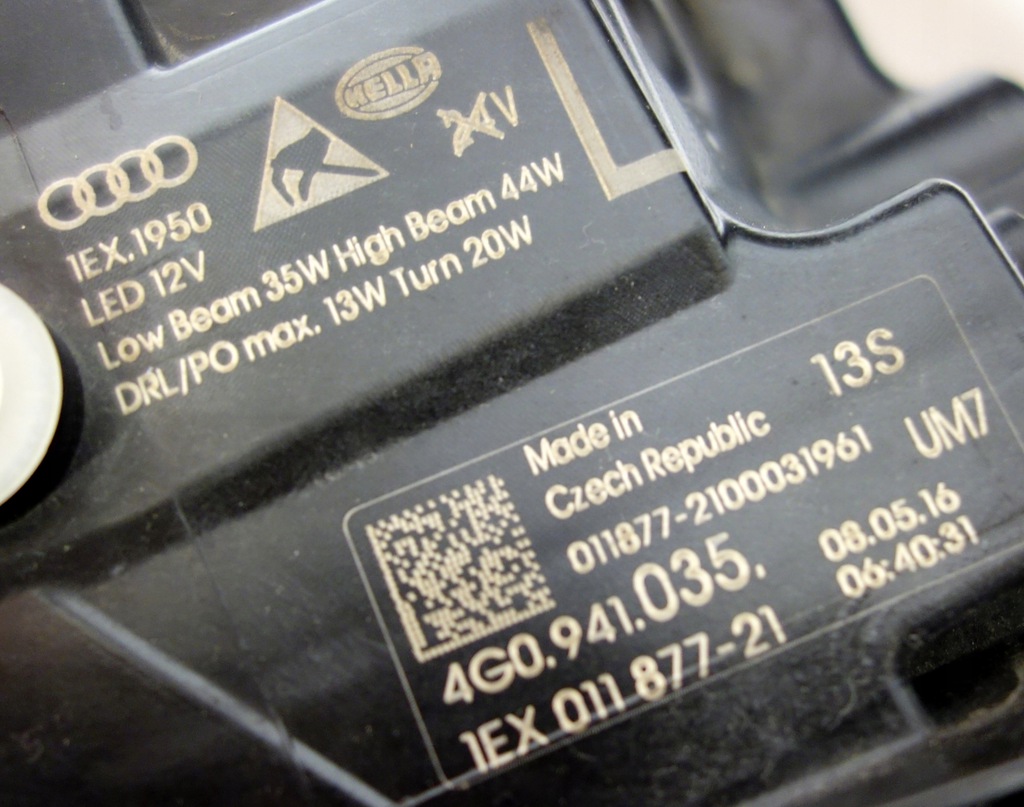 HELLA
24V
L
1EX.1950
LED 12V
Low Beam 35W High Beam 44W
DRL/PO max. 13W Turn 20W
Made in
Czech Republic
13S
011877-2100031961
UM7
4G0.941.035.
08.05.16
06:40:31
1EX 011 877-21